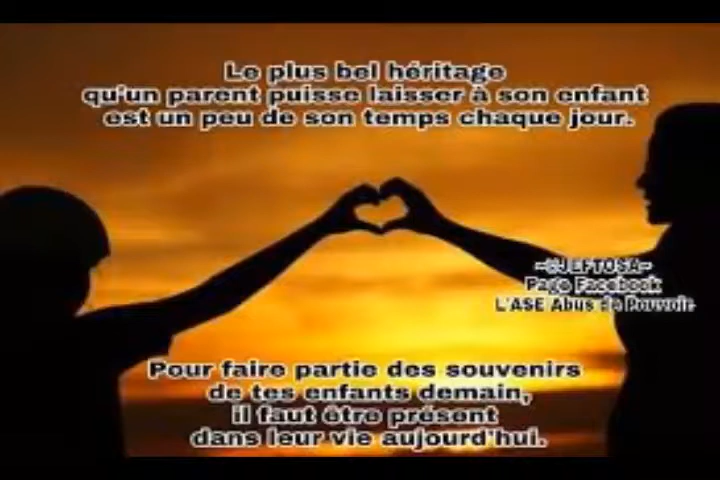 Le plus bel héritage
qu'un parent puisse laisser à son enfant
est un peu de son temps chaque jour.
~©JEFTOSA~
Page Facebook
L'ASE Abus de Pouvoir.
Pour faire partie des souvenirs
de tes enfants demain,
il faut être présent
dans leur vie aujourd'hui.